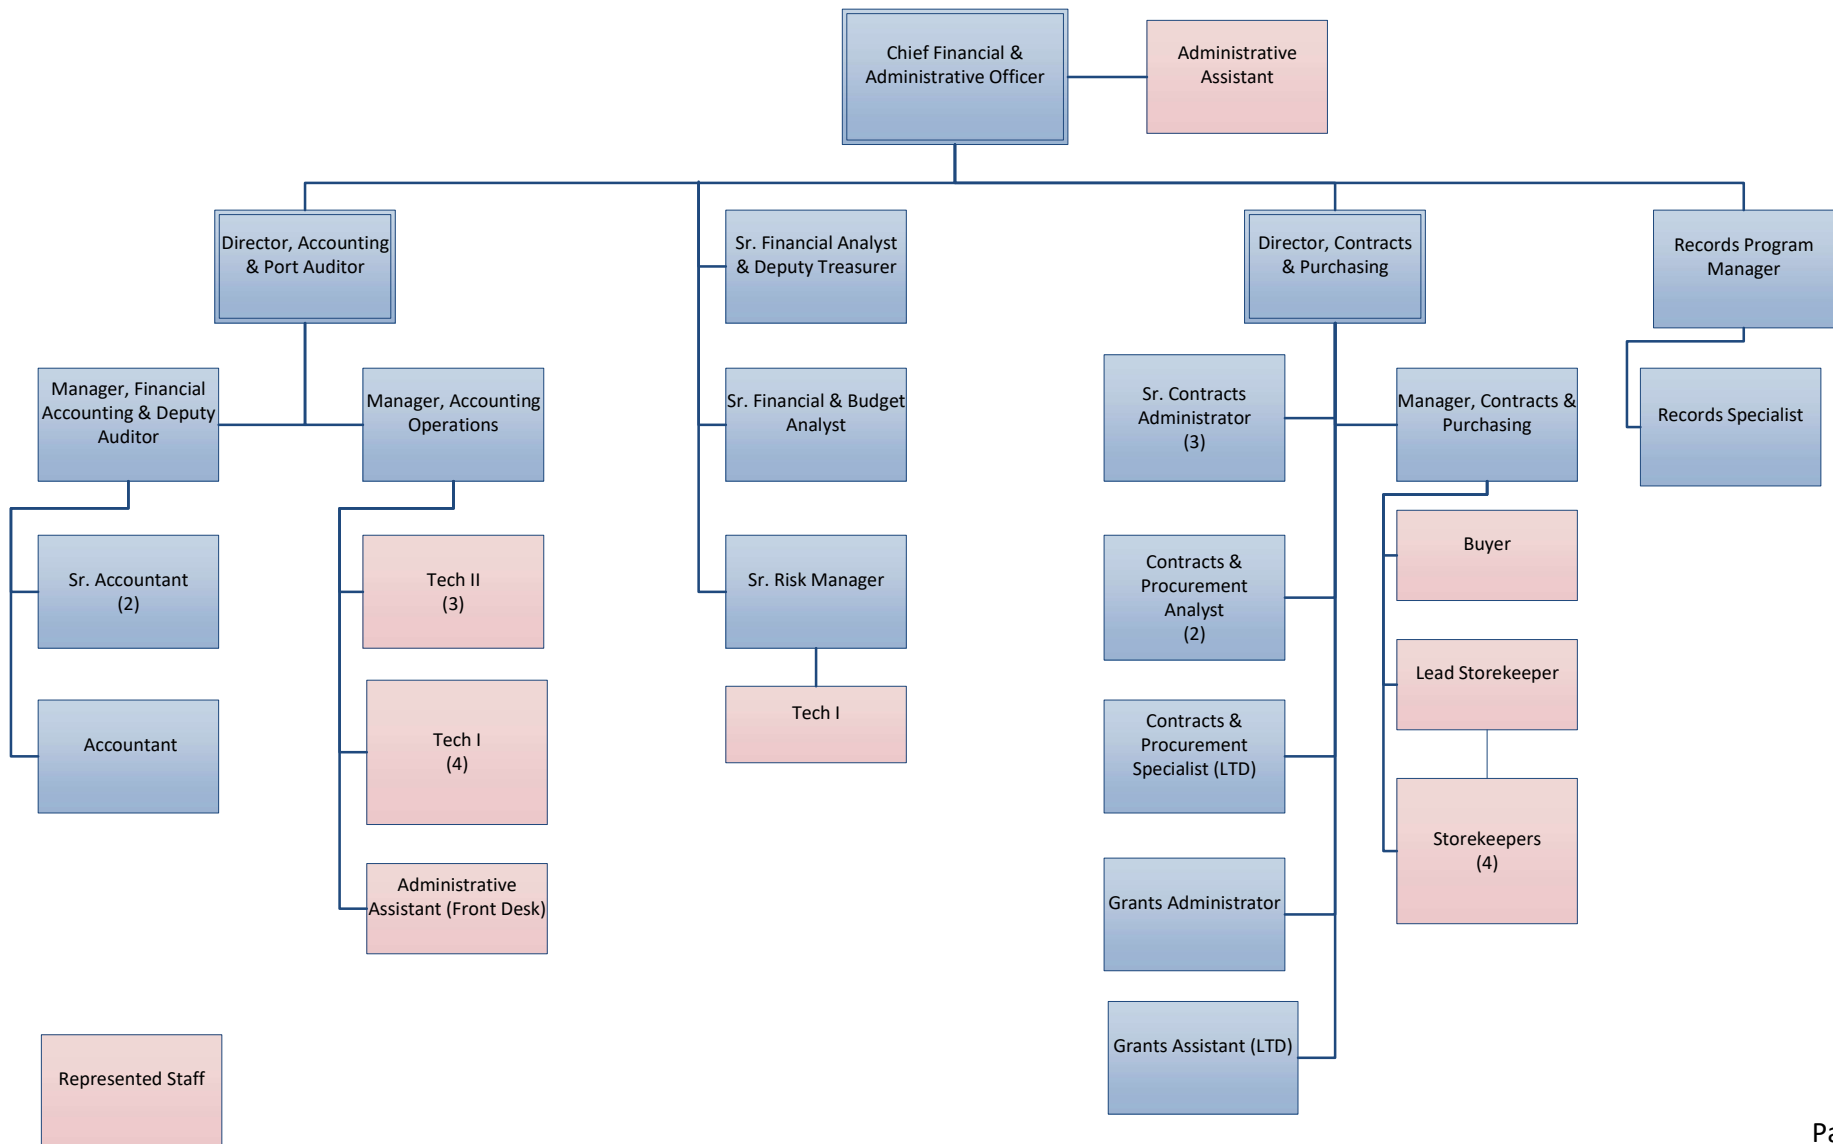 Chief Financial &
Administrative Officer
Administrative
Assistant
Director, Accounting
& Port Auditor
Sr. Financial Analyst
& Deputy Treasurer
Director, Contracts
& Purchasing
Records Program
Manager
Manager, Financial
Accounting & Deputy
Auditor
Manager, Accounting
Operations
Sr. Financial & Budget
Analyst
Sr. Contracts
Administrator
(3)
Manager, Contracts &
Purchasing
Records Specialist
Sr. Accountant
(2)
Tech II
(3)
Sr. Risk Manager
Contracts &
Procurement
Analyst
(2)
Buyer
Lead Storekeeper
Accountant
Tech I
(4)
Tech I
Contracts &
Procurement
Specialist (LTD)
Storekeepers
(4)
Administrative
Assistant (Front Desk)
Grants Administrator
Grants Assistant (LTD)
Represented Staff
Pa